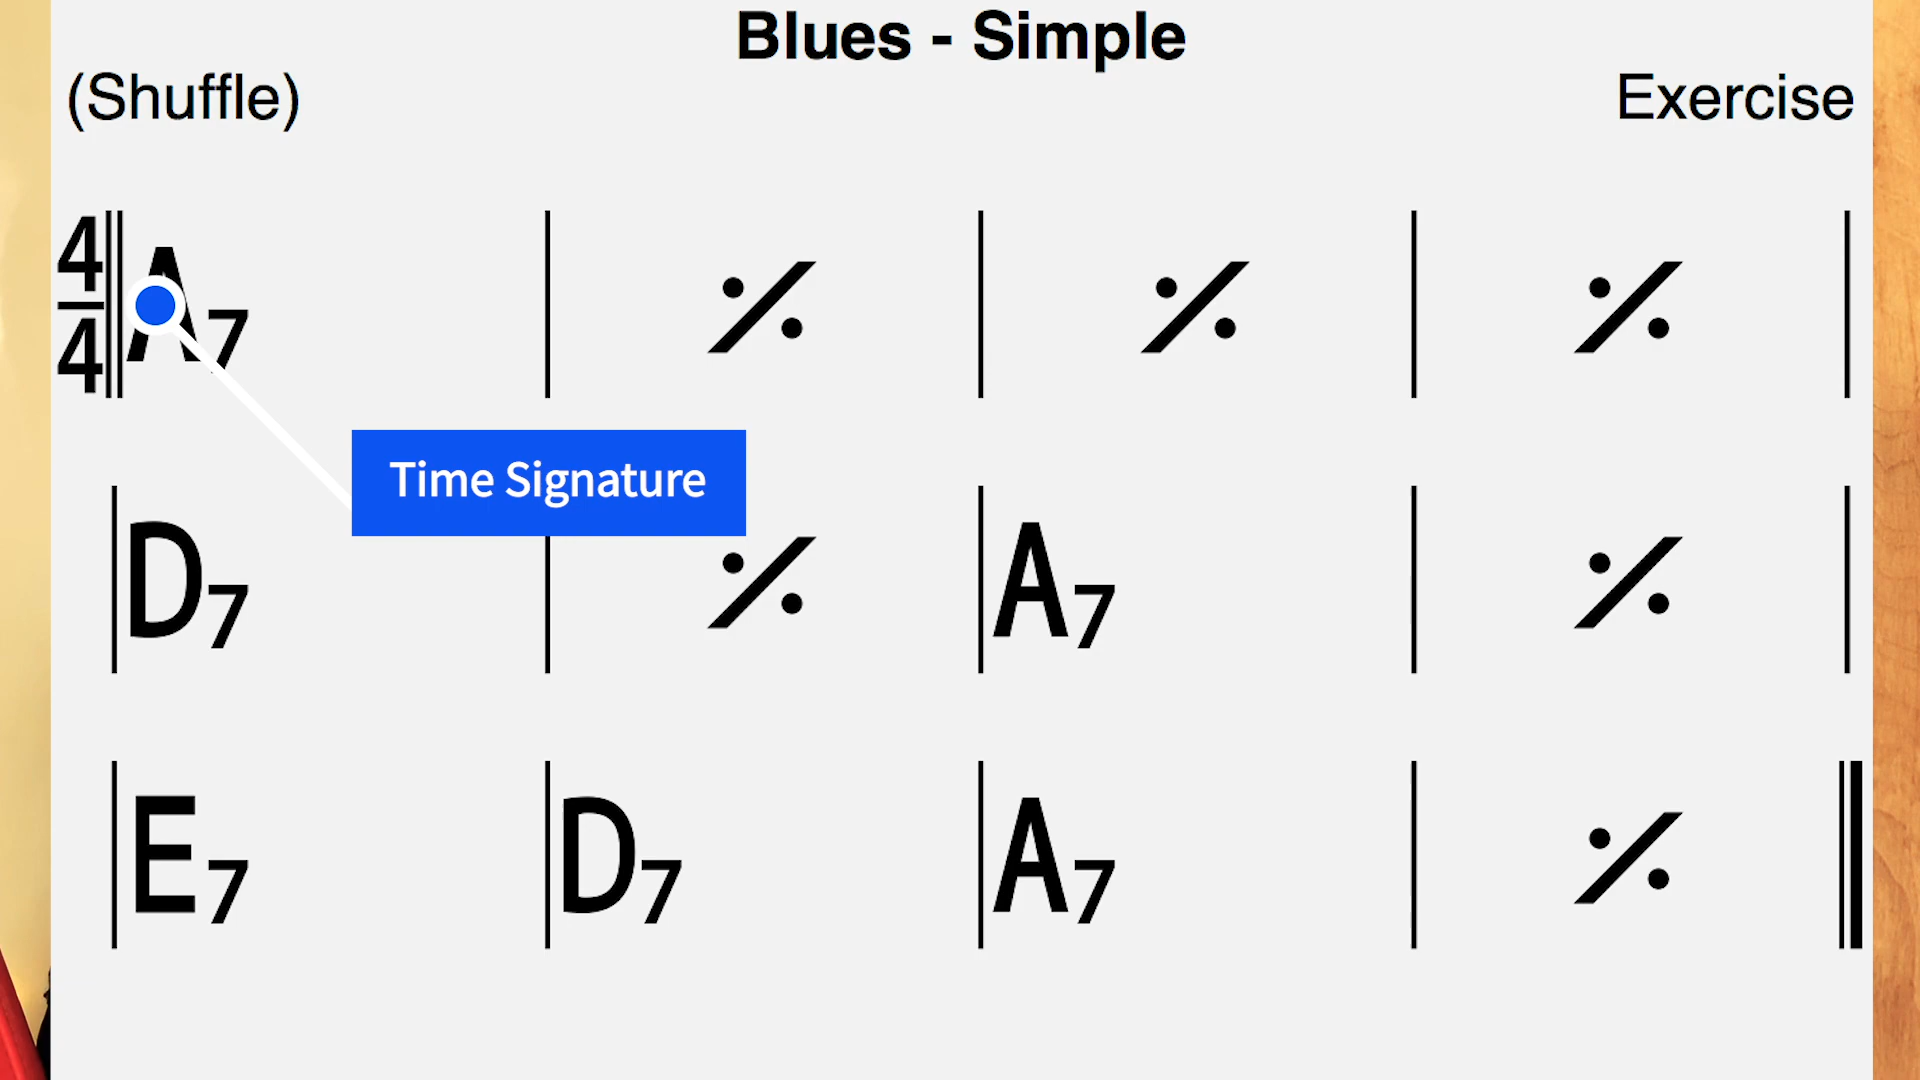 Blues - Simple
(Shuffle) Exercise
4/4 A7 % % %
Time Signature
D7 % A7 %
E7 D7 A7 %